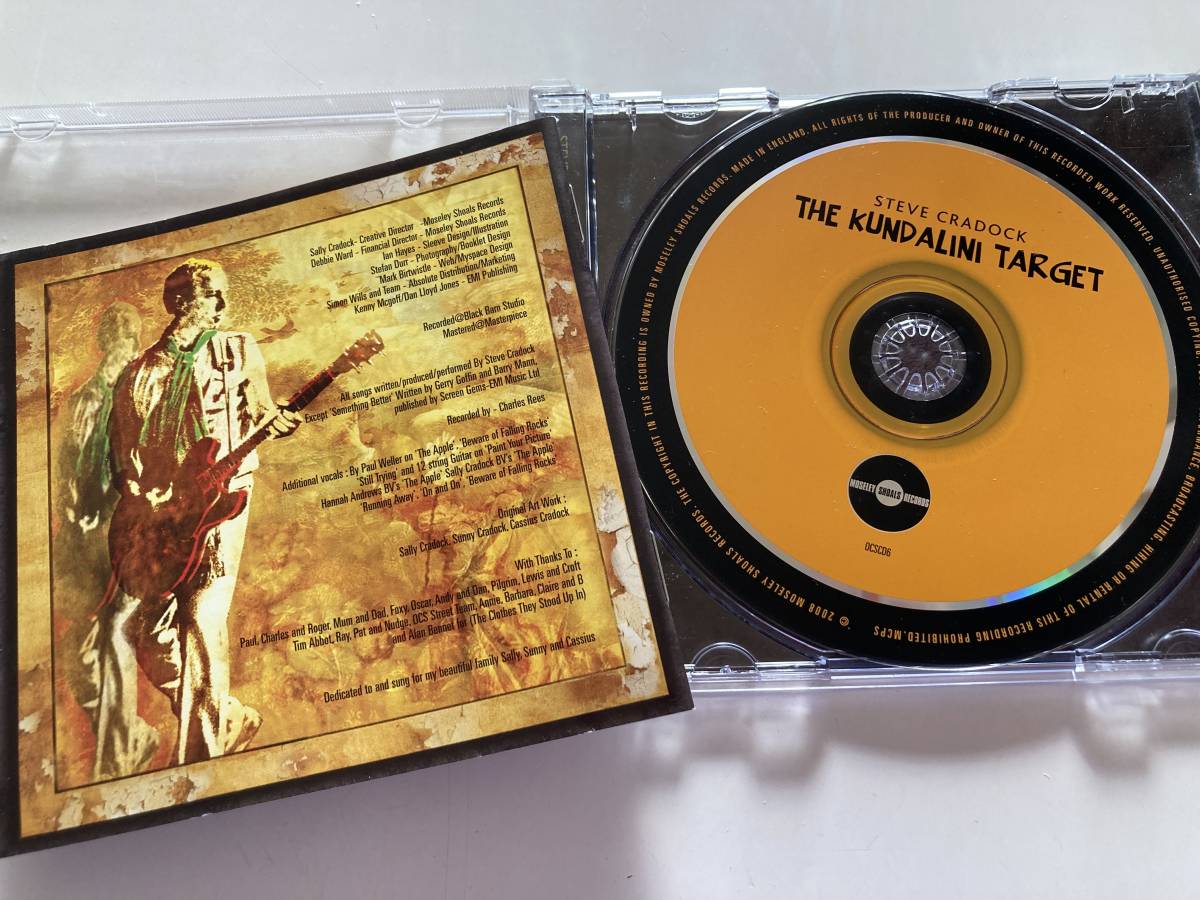 Sally Cradock- Creative Director -Moseley Shoals Records
Debbie Ward - Financial Director - Moseley Shoals Records
Ian Hayes - Sleeve Design/Illustration
Stefan Durr - Photography/Booklet Design
Mark Birtwistle - Web/Myspace Design
Simon Wills and Team - Absolute Distribution/Marketing
Kenny Mcgoff/Dan Lloyd Jones - EMI Publishing
Recorded@Black Barn Studio
Mastered@Masterpiece
All songs written/produced/performed By Steve Cradock
Except 'Something Better' Written by Gerry Goffin and Barry Mann,
published by Screen Gems-EMI Music Ltd
Recorded by - Charles Rees
Additional vocals : By Paul Weller on 'The Apple', 'Beware of Falling Rocks'
'Still Trying' and 12 string Guitar on 'Paint Your Picture'
Hannah Andrews BV's 'The Apple' Sally Cradock BV's 'The Apple'
'Running Away'. 'On and On'. 'Beware of Falling Rocks'
Original Art Work :
Sally Cradock, Sunny Cradock, Cassius Cradock
With Thanks To :
Paul, Charles and Roger, Mum and Dad, Foxy, Oscar, Andy and Dan, Pilgrim, Lewis and Croft
Tim Abbot, Ray, Pat and Nudge, OCS Street Team, Annie, Barbara, Claire and B
and Alan Bennet for (The Clothes They Stood Up In)
Dedicated to and sung for my beautiful family Sally, Sunny and Cassius
STEVE CRADOCK
THE KUNDALINI TARGET
MOSELEY SHOALS RECORDS
OCSCD6
© 2008 MOSELEY SHOALS RECORDS. THE COPYRIGHT IN THIS RECORDING IS OWNED BY MOSELEY SHOALS RECORDS. MADE IN ENGLAND. ALL RIGHTS OF THE PRODUCER AND OWNER OF THIS RECORDED WORK RESERVED. UNAUTHORISED COPYING, BROADCASTING, HIRING OR RENTAL OF THIS RECORDING PROHIBITED.MCPS